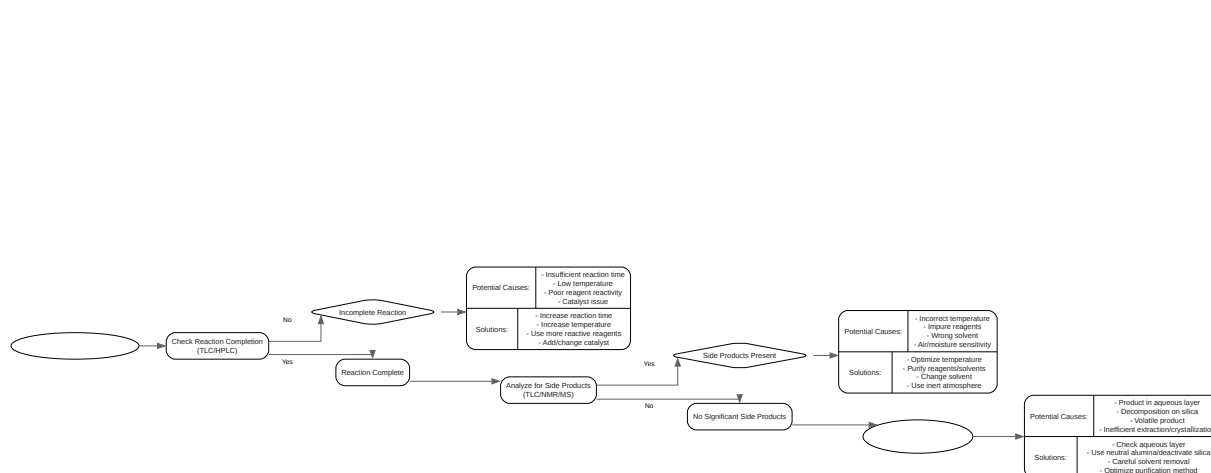 No
Check Reaction Completion
(TLC/HPLC)
Yes
Incomplete Reaction
Potential Causes:
- Insufficient reaction time
- Low temperature
- Poor reagent reactivity
- Catalyst issue
Solutions:
- Increase reaction time
- Increase temperature
- Use more reactive reagents
- Add/change catalyst
Reaction Complete
Analyze for Side Products
(TLC/NMR/MS)
Yes
No
Side Products Present
Potential Causes:
- Incorrect temperature
- Impure reagents
- Wrong solvent
- Air/moisture sensitivity
Solutions:
- Optimize temperature
- Purify reagents/solvents
- Change solvent
- Use inert atmosphere
No Significant Side Products
Potential Causes:
- Product in aqueous layer
- Decomposition on silica
- Volatile product
- Inefficient extraction/crystallizatio
Solutions:
- Check aqueous layer
- Use neutral alumina/deactivate silica
- Careful solvent removal
- Optimize purification method